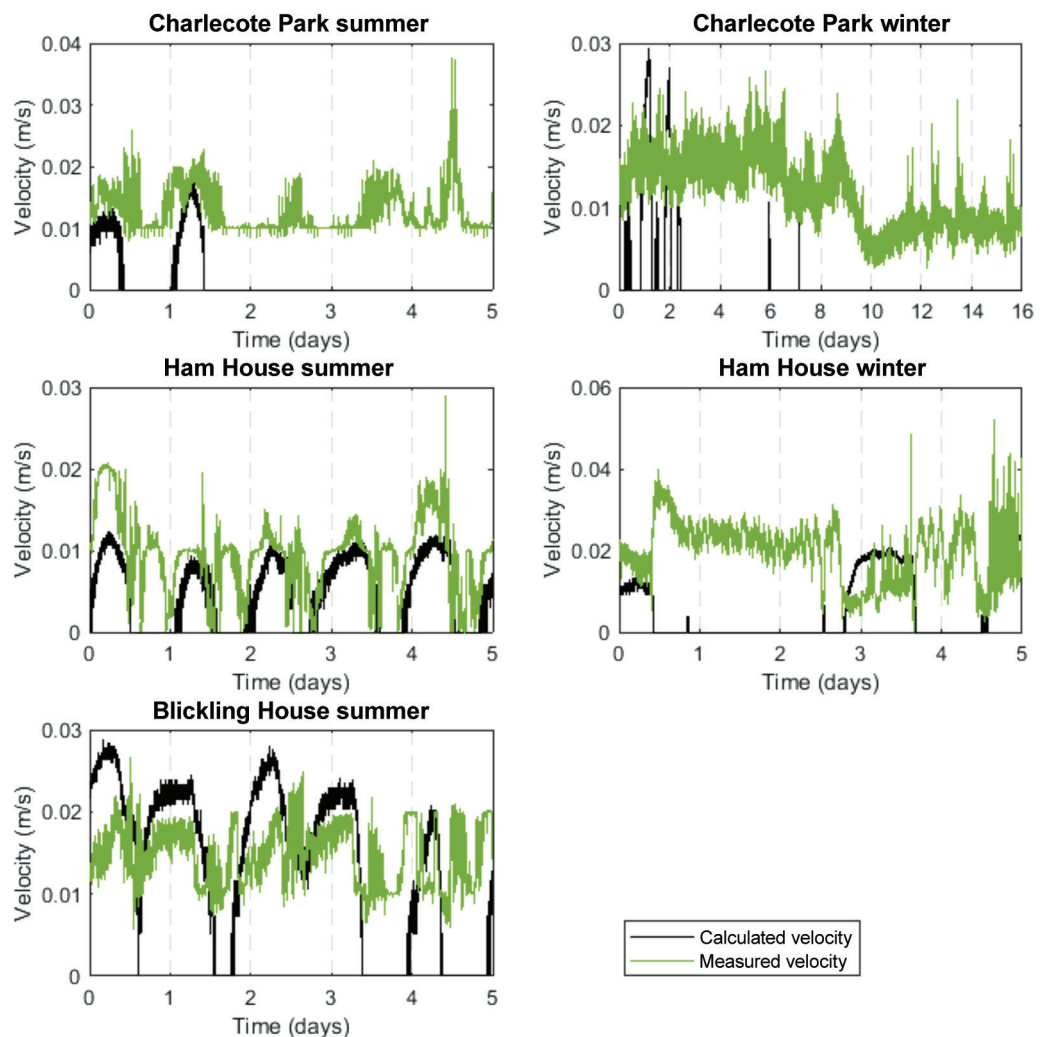 Charlecote Park summer
0.04
0.03
0.02
0.01
0
Velocity (m/s)
0 1 2 3 4 5
Time (days)
Charlecote Park winter
0.03
0.02
0.01
0
Velocity (m/s)
0 2 4 6 8 10 12 14 16
Time (days)
Ham House summer
0.03
0.02
0.01
0
Velocity (m/s)
0 1 2 3 4 5
Time (days)
Ham House winter
0.06
0.04
0.02
0
Velocity (m/s)
0 1 2 3 4 5
Time (days)
Blickling House summer
0.03
0.02
0.01
0
Velocity (m/s)
0 1 2 3 4 5
Time (days)
Calculated velocity
Measured velocity